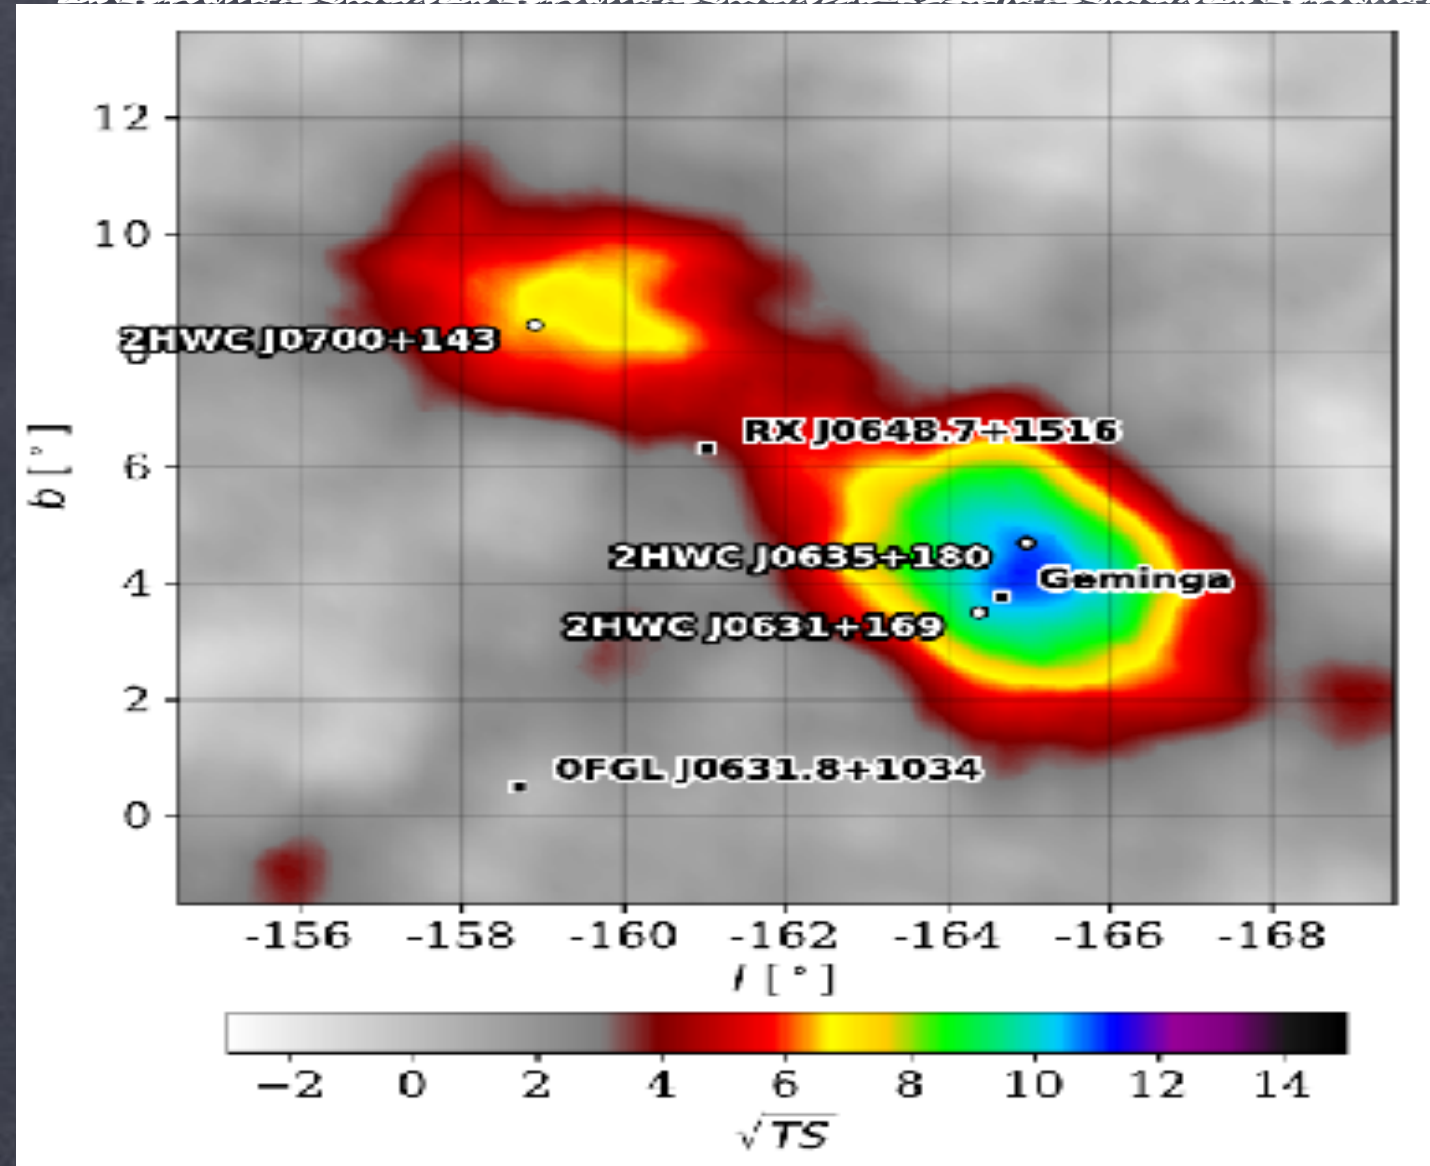 12
10
2HWC J0700+143
8
RX J0648.7+1516
b [°]
6
2HWC J0635+180
4
Geminga
2HWC J0631+169
2
0FGL J0631.8+1034
0
-156 -158 -160 -162 -164 -166 -168
l [°]
−2 0 2 4 6 8 10 12 14
√TS